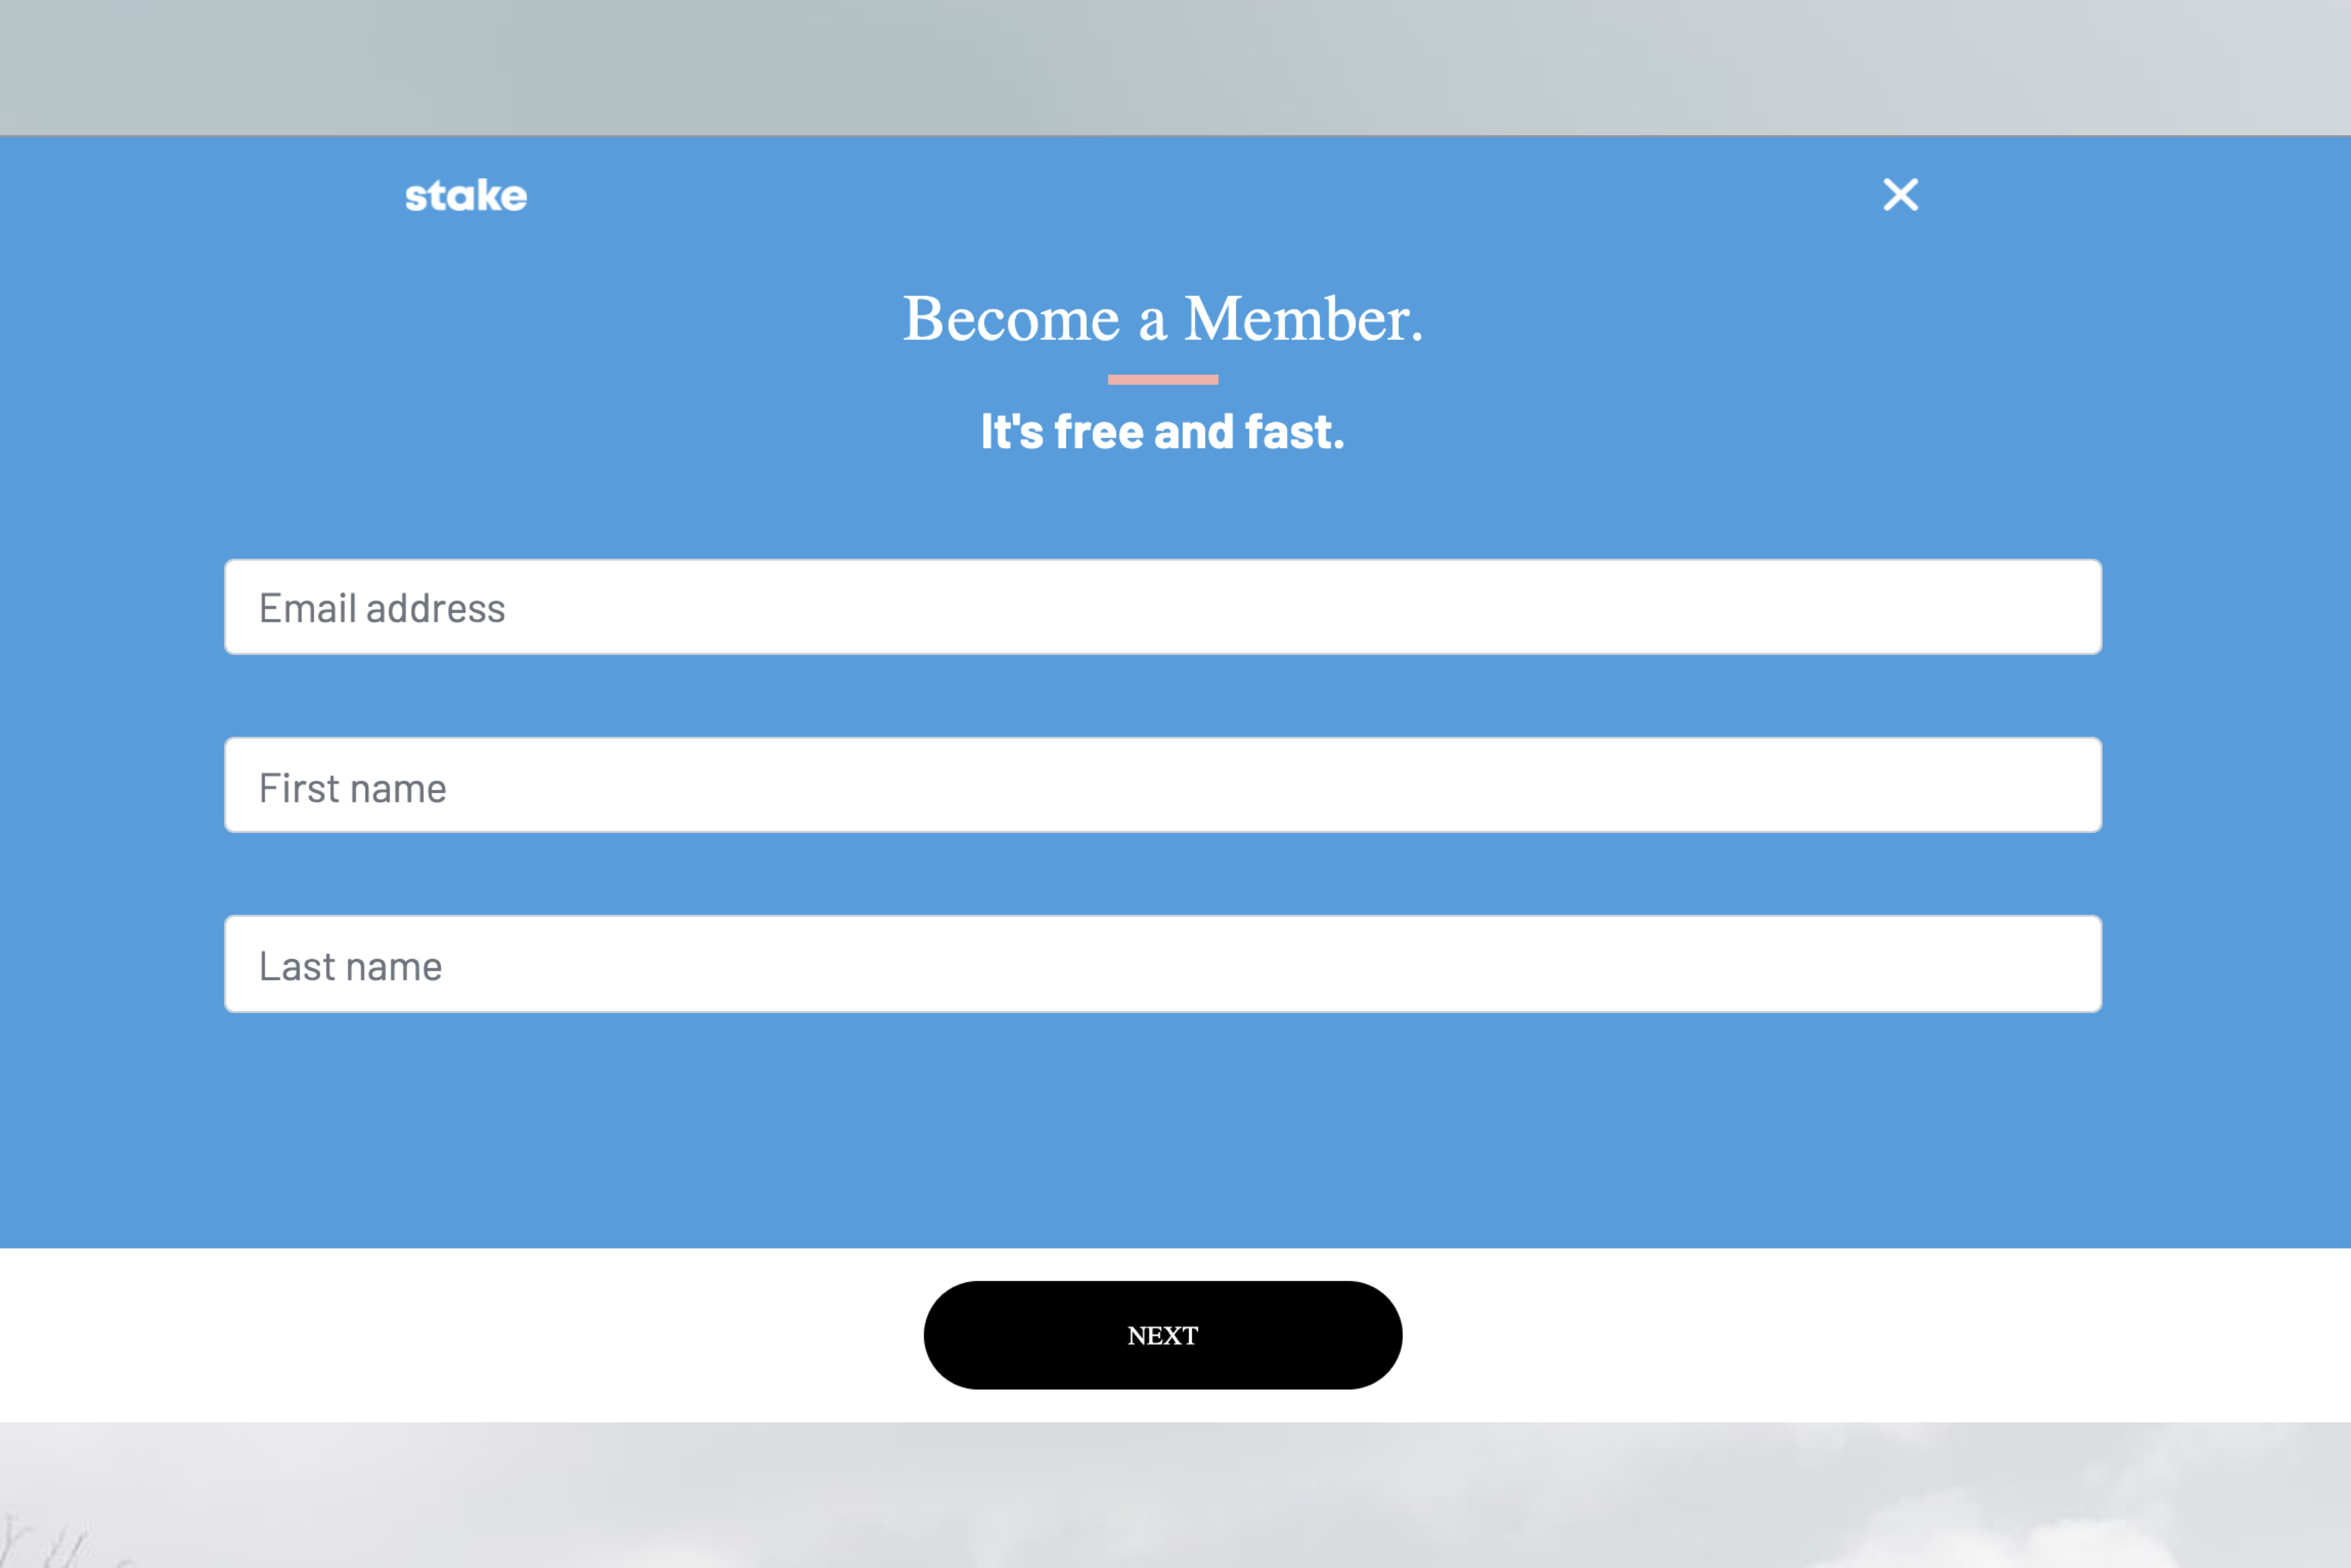 stake
Become a Member.
It's free and fast.
Email address
First name
Last name
NEXT